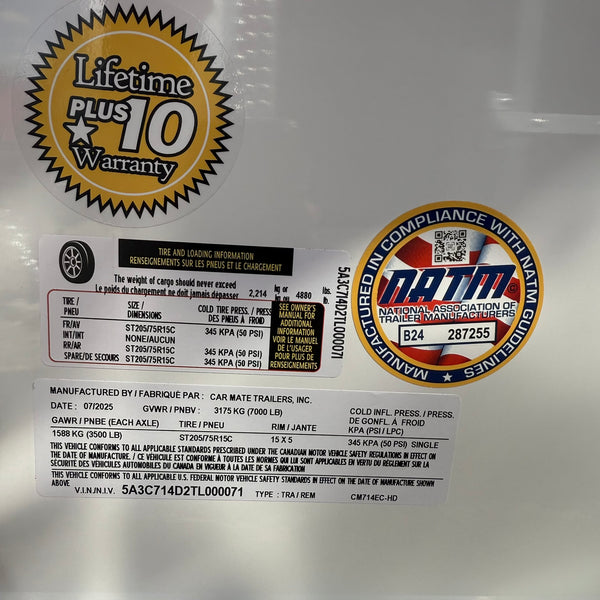 Lifetime
PLUS 10
Warranty
MANUFACTURED IN COMPLIANCE WITH NATM GUIDELINES
NATM®
NATIONAL ASSOCIATION OF
TRAILER MANUFACTURERS
B24 287255
TIRE AND LOADING INFORMATION
RENSEIGNEMENTS SUR LES PNEUS ET LE CHARGEMENT
The weight of cargo should never exceed kg or lbs.
Le poids du chargement ne doit jamais dépasser 2,214 4880
5A3C714D2TL000071
TIRE / SIZE / COLD TIRE PRESS. / PRESS
PNEU DIMENSIONS DES PNEUS À FROID
FR/AV ST205/75R15C 345 KPA (50 PSI)
INT/INT NONE/AUCUN
RR/AR ST205/75R15C 345 KPA (50 PSI)
SPARE/DE SECOURS ST205/75R15C 345 KPA (50 PSI)
SEE OWNER'S
MANUAL FOR
ADDITIONAL
INFORMATION
VOIR LE MANUEL
DE L'USAGER
POUR PLUS DE
RENSEIGNEMENTS
MANUFACTURED BY / FABRIQUÉ PAR : CAR MATE TRAILERS, INC.
DATE : 07/2025 GVWR / PNBV : 3175 KG (7000 LB)
COLD INFL. PRESS. / PRESS.
DE GONFL. À FROID
KPA (PSI / LPC)
GAWR / PNBE (EACH AXLE) TIRE / PNEU RIM / JANTE
1588 KG (3500 LB) ST205/75R15C 15 X 5 345 KPA (50 PSI) SINGLE
THIS VEHICLE CONFORMS TO ALL APPLICABLE STANDARDS PRESCRIBED UNDER THE CANADIAN MOTOR VEHICLE SAFETY REGULATIONS IN EFFECT ON
THE DATE OF MANUFACTURE. / CE VÉHICULE EST CONFORME À TOUTES LES NORMES QUI LUI SONT APPLICABLES EN VERTU DU RÈGLEMENT SUR LA
SÉCURITÉ DES VÉHICULES AUTOMOBILES DU CANADA EN VIGUEUR À LA DATE DE SA FABRICATION
THIS VEHICLE CONFORMS TO ALL APPLICABLE U.S. FEDERAL MOTOR VEHICLE SAFETY STANDARDS IN EFFECT ON THE DATE OF MANUFACTURE SHOWN
ABOVE
V.I.N./N.I.V. 5A3C714D2TL000071 TYPE : TRA / REM CM714EC-HD